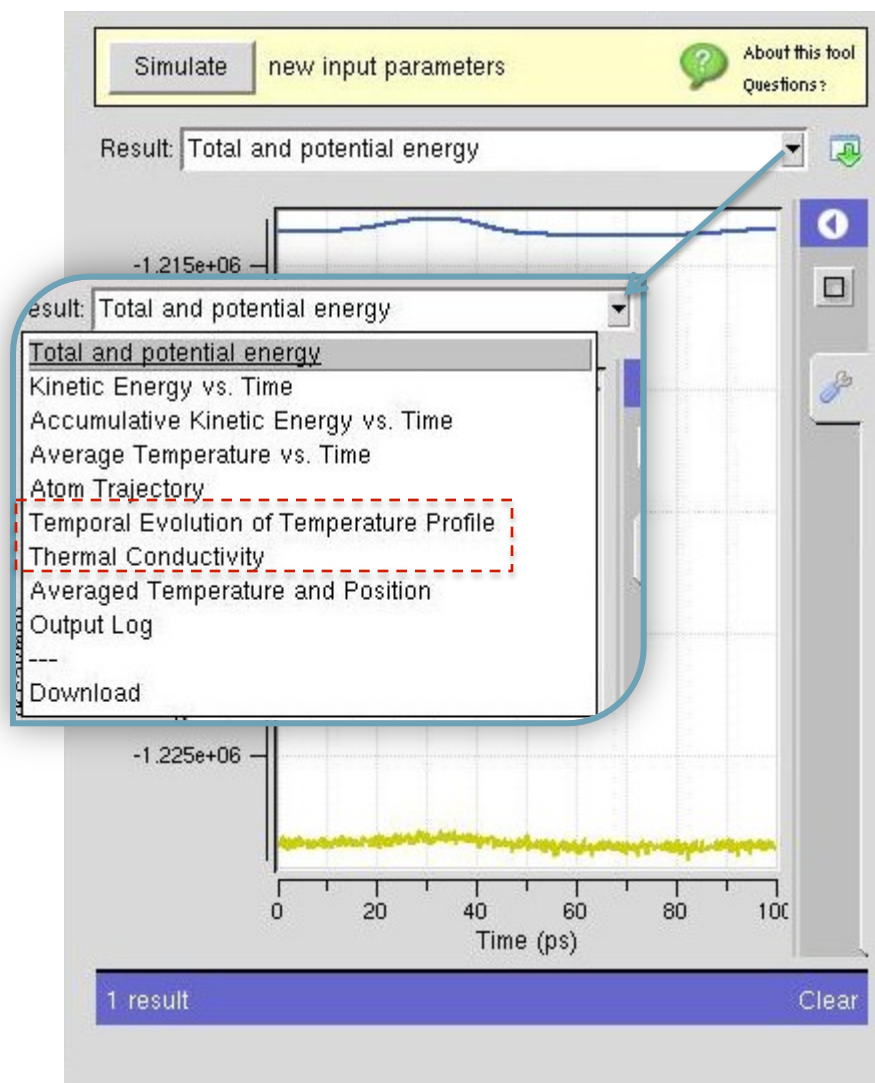 Simulate new input parameters
About this tool
Questions?
Result: Total and potential energy
-1.215e+06
esult: Total and potential energy
Total and potential energy
Kinetic Energy vs. Time
Accumulative Kinetic Energy vs. Time
Average Temperature vs. Time
Atom Trajectory
Temporal Evolution of Temperature Profile
Thermal Conductivity
Averaged Temperature and Position
Output Log
---
Download
-1.225e+06
0 20 40 60 80 100
Time (ps)
1 result Clear